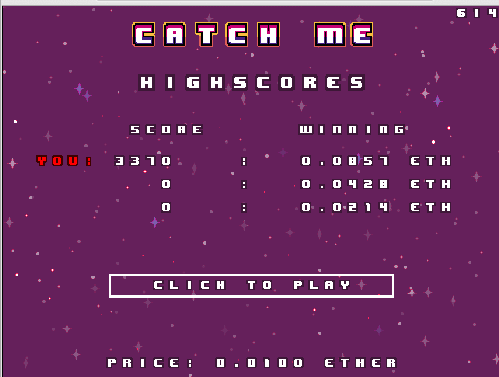 614
CATCH ME
HIGHSCORES
SCORE WINNING
YOU: 3370 : 0.0857 ETH
0 : 0.0428 ETH
0 : 0.0214 ETH
CLICK TO PLAY
PRICE: 0.0100 ETHER